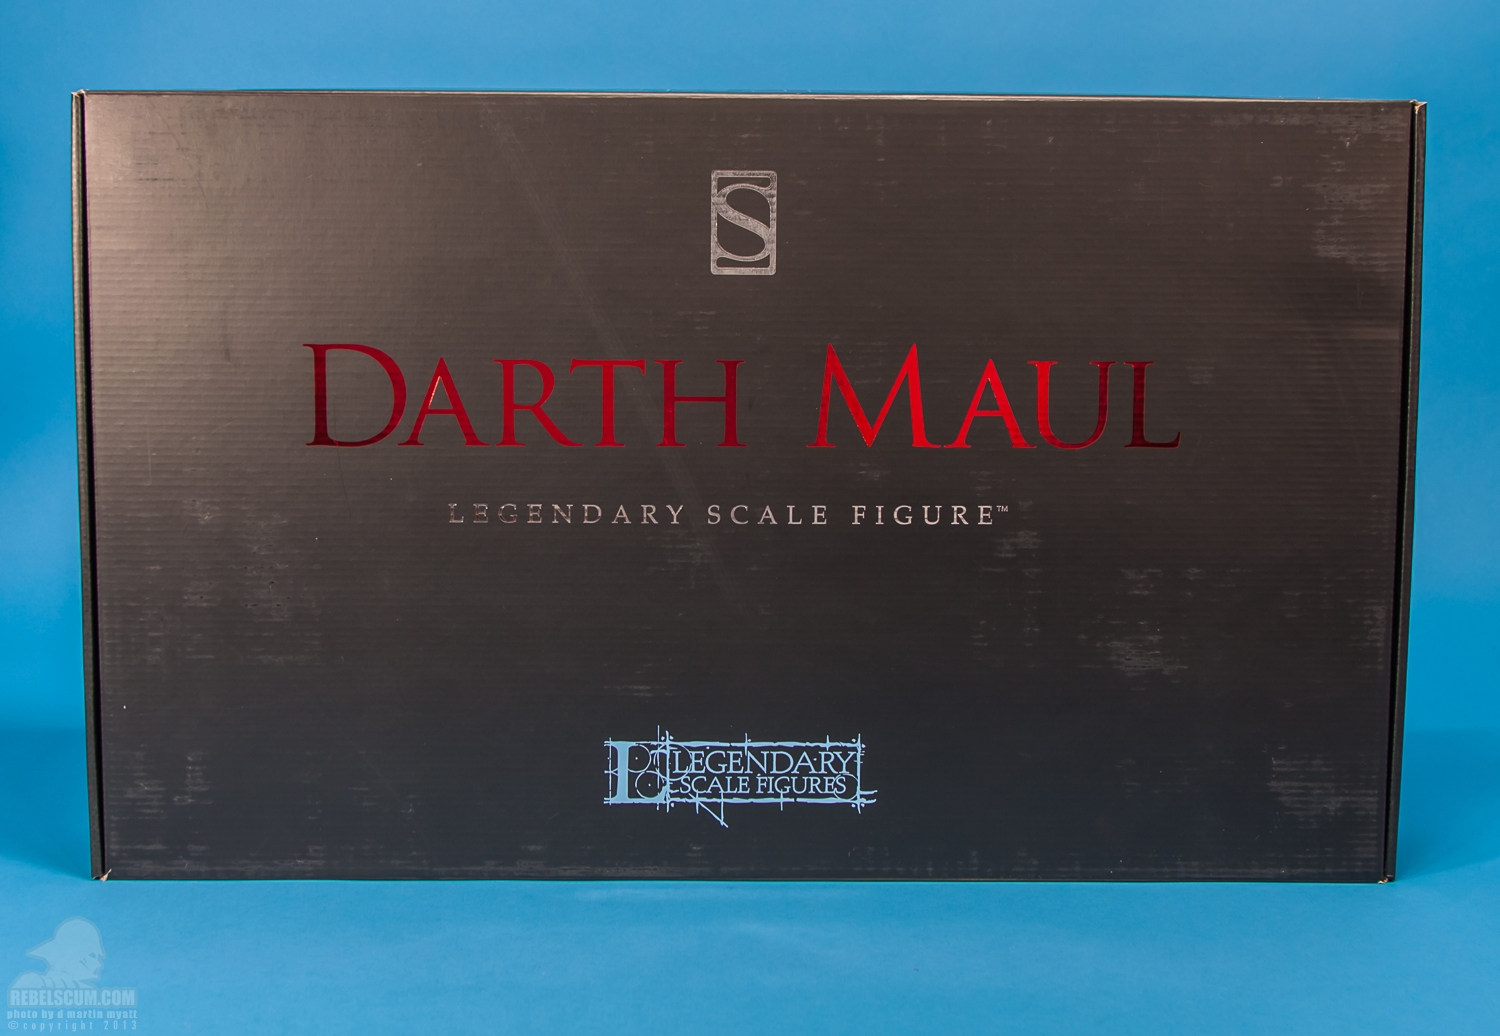 S
DARTH MAUL
LEGENDARY SCALE FIGURE™
L LEGENDARY
SCALE FIGURES
REBELSCUM.COM
photo by d martin myatt
© copyright 2013